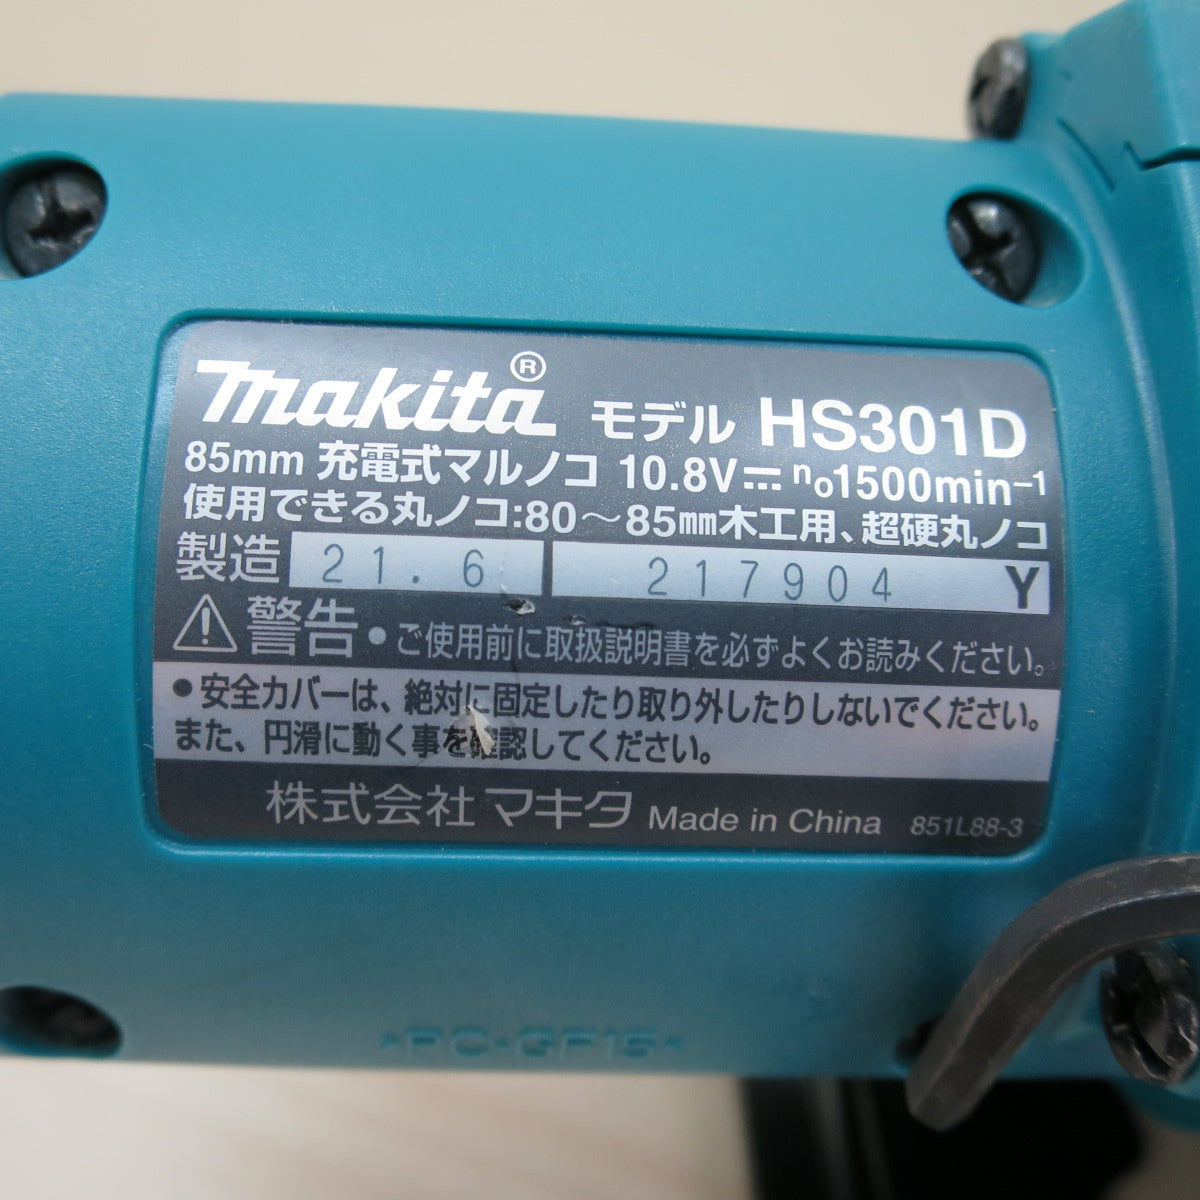 makita® モデル HS301D
85mm 充電式マルノコ 10.8V⎓ n₀1500min⁻¹
使用できる丸ノコ:80～85㎜木工用、超硬丸ノコ
製造 21.6 217904 Y
⚠警告 ●ご使用前に取扱説明書を必ずよくお読みください。
●安全カバーは、絶対に固定したり取り外したりしないでください。
また、円滑に動く事を確認してください。
株式会社マキタ Made in China 851L88-3
>PC-GF15<